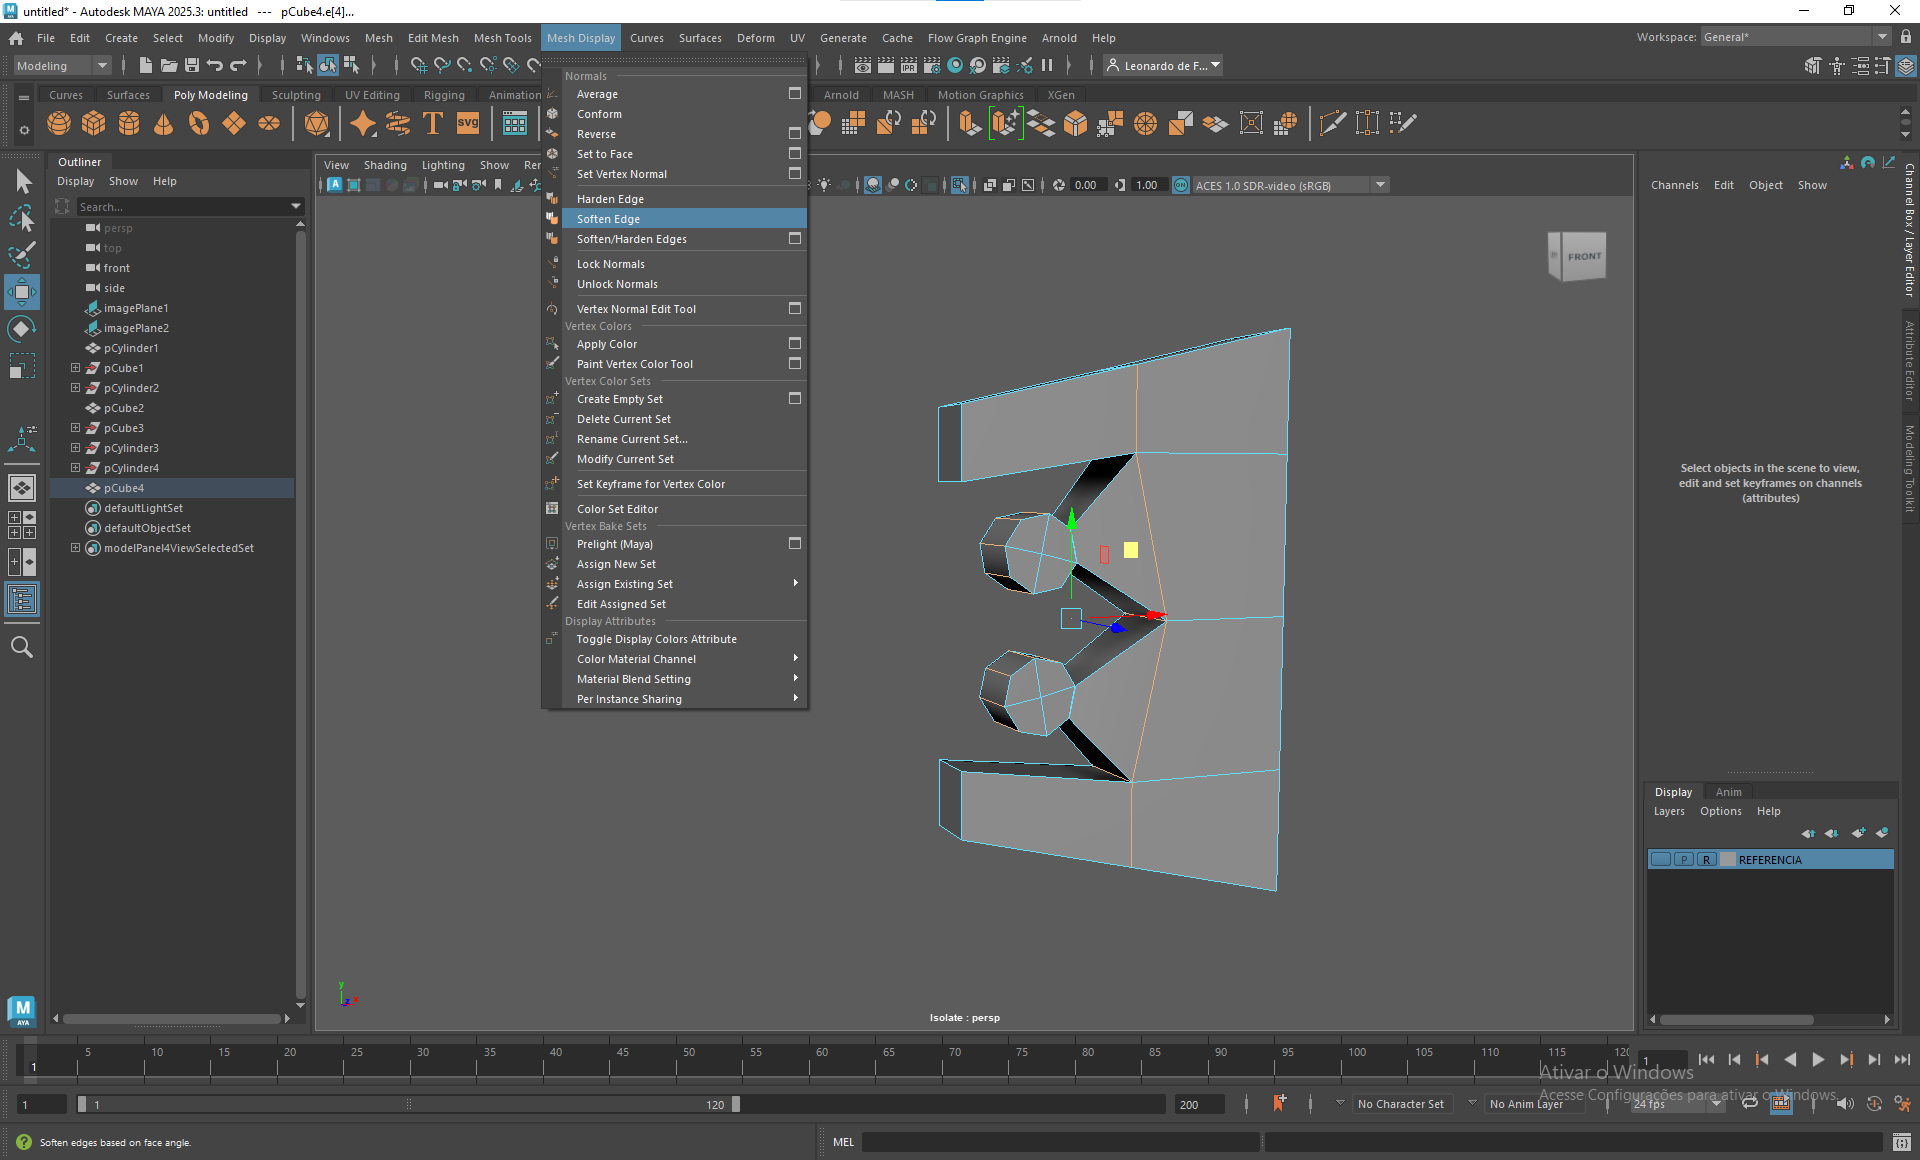 untitled* - Autodesk MAYA 2025.3: untitled   ---   pCube4.e[4]...
File Edit Create Select Modify Display Windows Mesh Edit Mesh Mesh Tools Mesh Display Curves Surfaces Deform UV Generate Cache Flow Graph Engine Arnold Help
Workspace: General*
Modeling
Leonardo de F...
Curves Surfaces Poly Modeling Sculpting UV Editing Rigging Animation Arnold MASH Motion Graphics XGen
Outliner
Display Show Help
Search...
persp
top
front
side
imagePlane1
imagePlane2
pCylinder1
pCube1
pCylinder2
pCube2
pCube3
pCylinder3
pCylinder4
pCube4
defaultLightSet
defaultObjectSet
modelPanel4ViewSelectedSet
View Shading Lighting Show Ren
0.00 1.00 ACES 1.0 SDR-video (sRGB)
Normals
Average
Conform
Reverse
Set to Face
Set Vertex Normal
Harden Edge
Soften Edge
Soften/Harden Edges
Lock Normals
Unlock Normals
Vertex Normal Edit Tool
Vertex Colors
Apply Color
Paint Vertex Color Tool
Vertex Color Sets
Create Empty Set
Delete Current Set
Rename Current Set...
Modify Current Set
Set Keyframe for Vertex Color
Color Set Editor
Vertex Bake Sets
Prelight (Maya)
Assign New Set
Assign Existing Set
Edit Assigned Set
Display Attributes
Toggle Display Colors Attribute
Color Material Channel
Material Blend Setting
Per Instance Sharing
FRONT
y
z x
Isolate : persp
Channels Edit Object Show
Select objects in the scene to view,
edit and set keyframes on channels
(attributes)
Channel Box / Layer Editor
Attribute Editor
Modeling Toolkit
Display Anim
Layers Options Help
P R REFERENCIA
M
AYA
SVG
IPR
1 5 10 15 20 25 30 35 40 45 50 55 60 65 70 75 80 85 90 95 100 105 110 115 120
1
Ativar o Windows
Acesse Configurações para ativar o Windows.
1 1 120 200 No Character Set No Anim Layer 24 fps
Soften edges based on face angle.
MEL